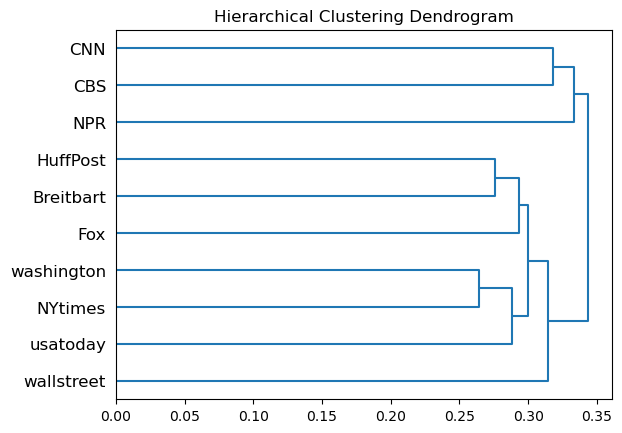 Hierarchical Clustering Dendrogram
CNN
CBS
NPR
HuffPost
Breitbart
Fox
washington
NYtimes
usatoday
wallstreet
0.00 0.05 0.10 0.15 0.20 0.25 0.30 0.35